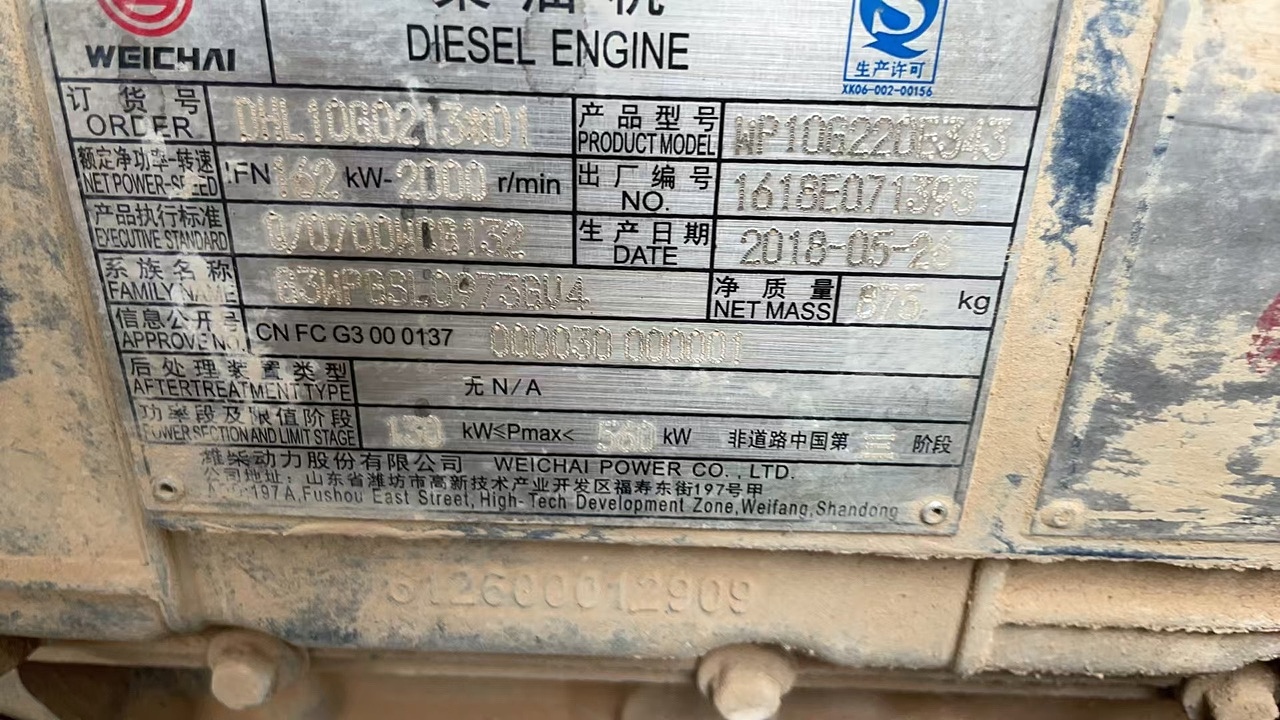 柴油机
WEICHAI
DIESEL ENGINE
生产许可
XK06-002-00156
订货号
ORDER
DHL10G0213*01
产品型号
PRODUCT MODEL
WP10G220E343
额定净功率-转速
NET POWER-SPEED
IFN 162 kW-2000 r/min
出厂编号
NO.
1618E071393
产品执行标准
EXECUTIVE STANDARD
生产日期
DATE
2018-05-
系族名称
FAMILY NAME
净质量
NET MASS
875 kg
信息公开号
APPROVE NO.
CN FC G3 00 0137 000030 000001
后处理装置类型
AFTERTREATMENT TYPE
无 N/A
功率段及限值阶段
POWER SECTION AND LIMIT STAGE
130 kW≤Pmax< 560 kW 非道路中国第 三 阶段
潍柴动力股份有限公司 WEICHAI POWER CO.,LTD.
公司地址：山东省潍坊市高新技术产业开发区福寿东街197号甲
197 A,Fushou East Street, High-Tech Development Zone,Weifang,Shandong
612600012909